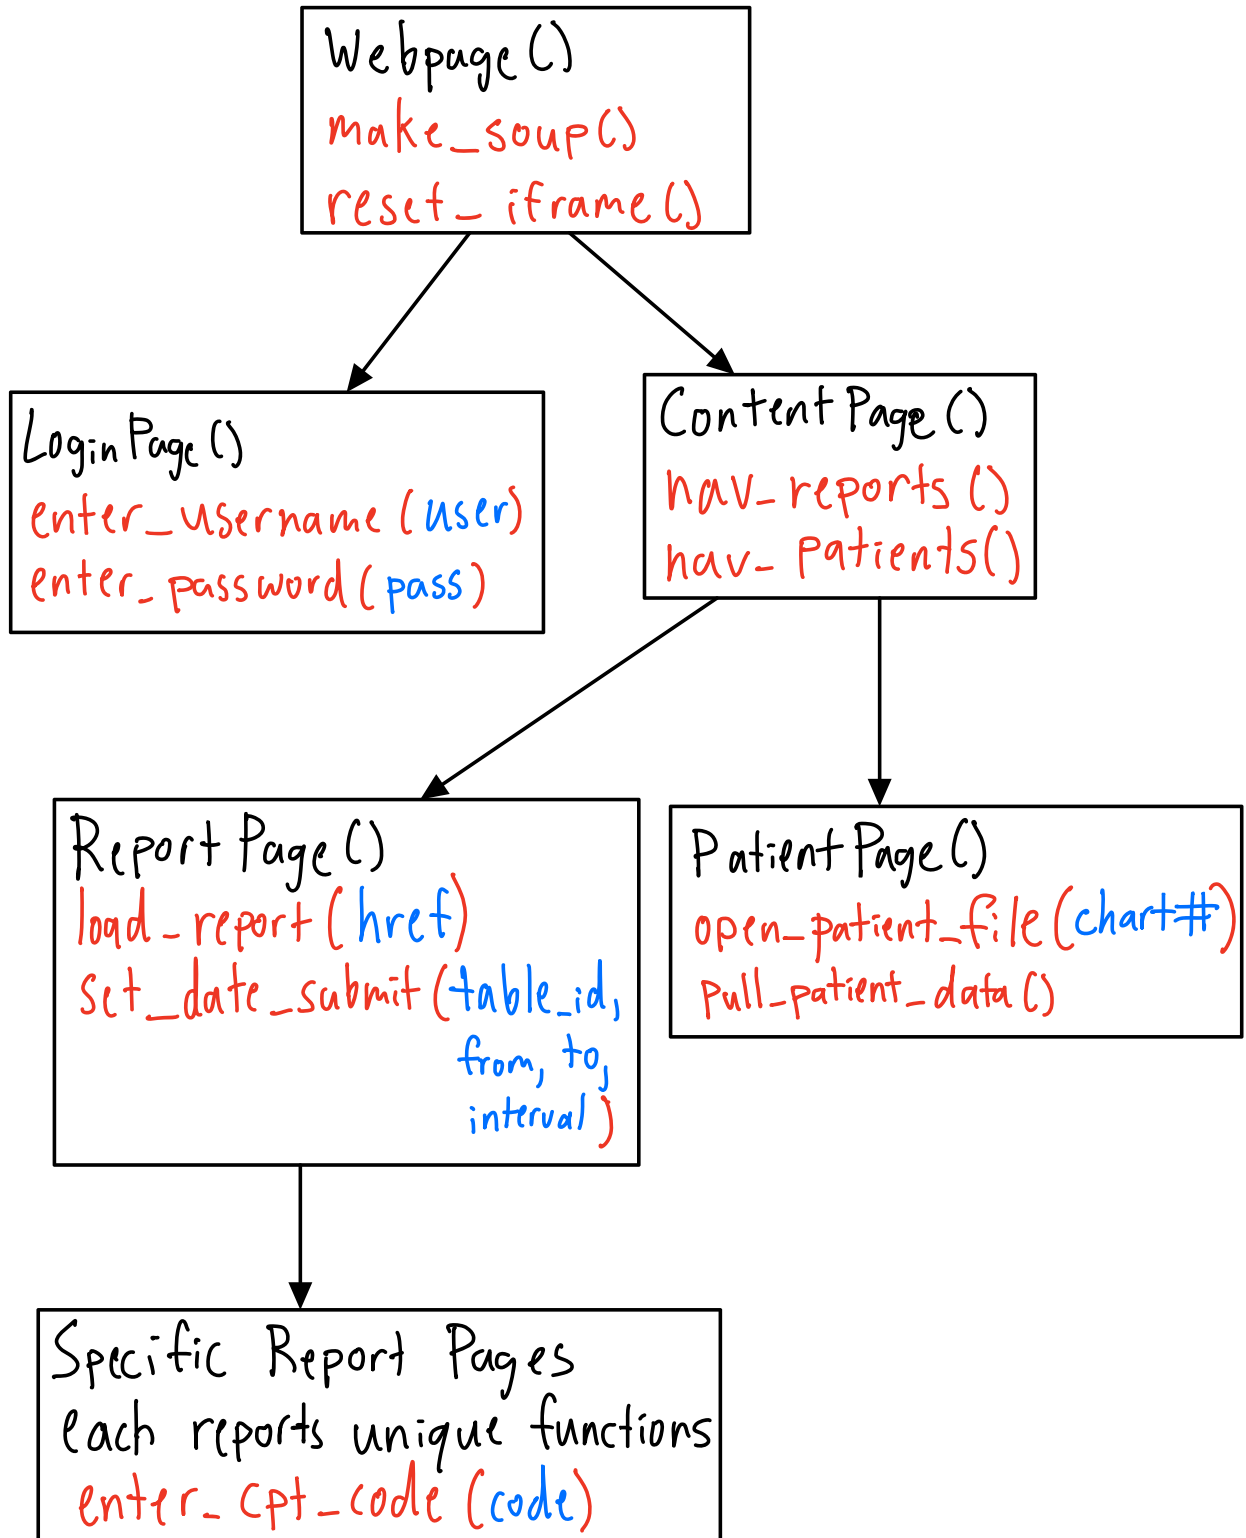 Webpage()
make_soup()
reset_iframe()
LoginPage()
enter_username(user)
enter_password(pass)
ContentPage()
nav_reports()
nav_patients()
ReportPage()
load_report(href)
set_date_submit(table_id,
from, to,
interval)
PatientPage()
open_patient_file(chart#)
pull_patient_data()
Specific Report Pages
each reports unique functions
enter_cpt_code(code)